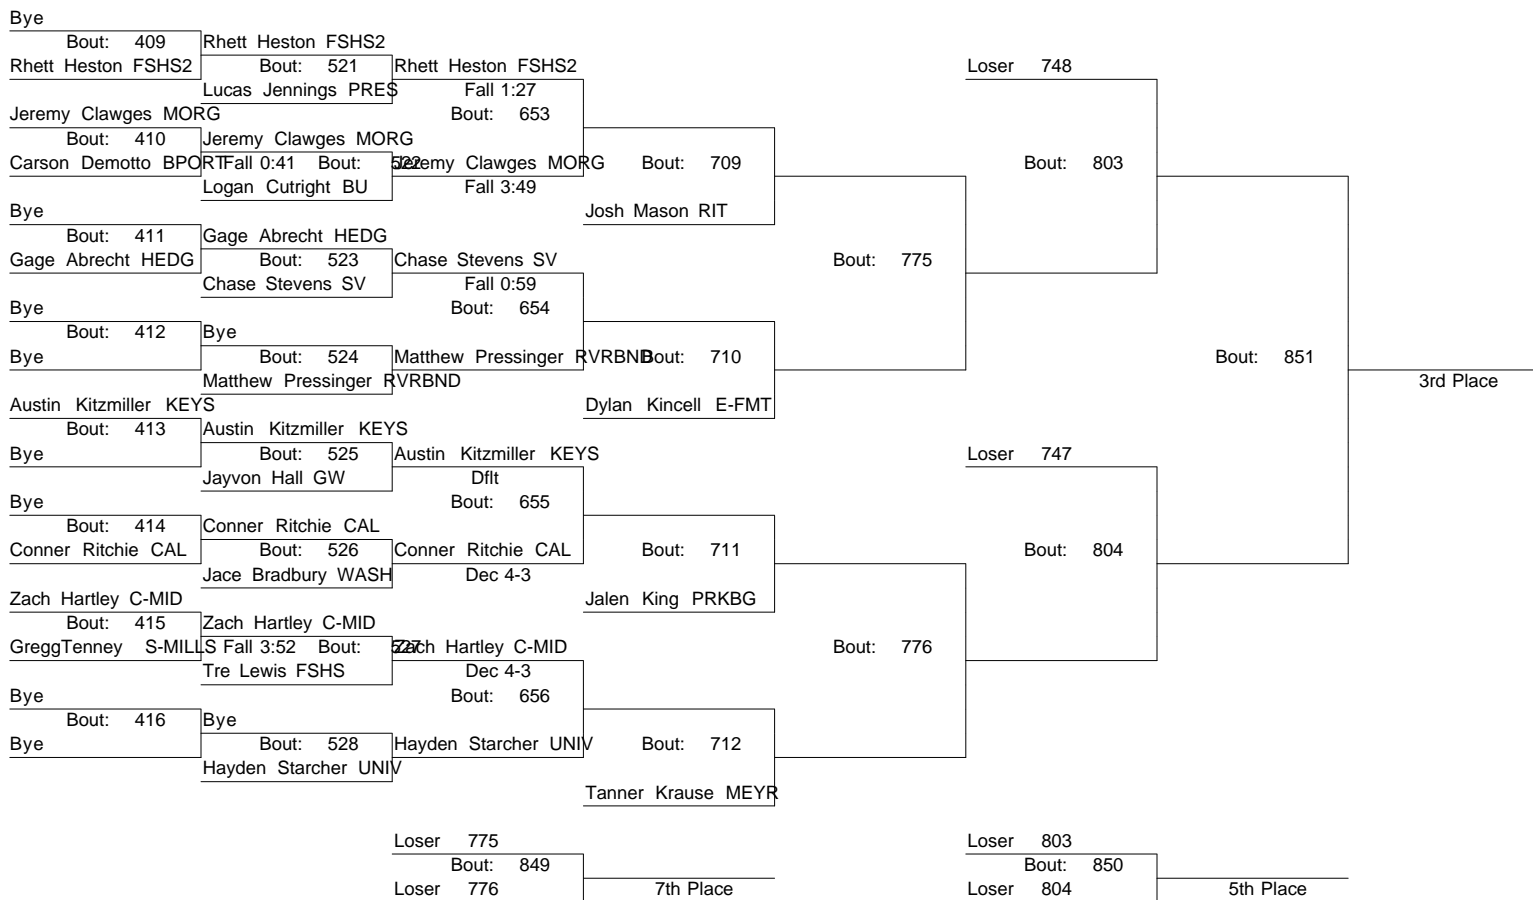 Bye
Bout: 409 Rhett Heston FSHS2
Rhett Heston FSHS2 Bout: 521 Rhett Heston FSHS2 Loser 748
Lucas Jennings PRES Fall 1:27
Jeremy Clawges MORG Bout: 653
Bout: 410 Jeremy Clawges MORG
Carson Demotto BPORT Fall 0:41 Bout: 522 Jeremy Clawges MORG Bout: 709 Bout: 803
Logan Cutright BU Fall 3:49
Bye Josh Mason RIT
Bout: 411 Gage Abrecht HEDG
Gage Abrecht HEDG Bout: 523 Chase Stevens SV Bout: 775
Chase Stevens SV Fall 0:59
Bye Bout: 654
Bout: 412 Bye
Bye Bout: 524 Matthew Pressinger RVRBND Bout: 710 Bout: 851
Matthew Pressinger RVRBND 3rd Place
Austin Kitzmiller KEYS Dylan Kincell E-FMT
Bout: 413 Austin Kitzmiller KEYS
Bye Bout: 525 Austin Kitzmiller KEYS Loser 747
Jayvon Hall GW Dflt
Bye Bout: 655
Bout: 414 Conner Ritchie CAL
Conner Ritchie CAL Bout: 526 Conner Ritchie CAL Bout: 711 Bout: 804
Jace Bradbury WASH Dec 4-3
Zach Hartley C-MID Jalen King PRKBG
Bout: 415 Zach Hartley C-MID
GreggTenney S-MILLS Fall 3:52 Bout: 527 Zach Hartley C-MID Bout: 776
Tre Lewis FSHS Dec 4-3
Bye Bout: 656
Bout: 416 Bye
Bye Bout: 528 Hayden Starcher UNIV Bout: 712
Hayden Starcher UNIV
Tanner Krause MEYR
Loser 775 Loser 803
Bout: 849 Bout: 850
Loser 776 7th Place Loser 804 5th Place